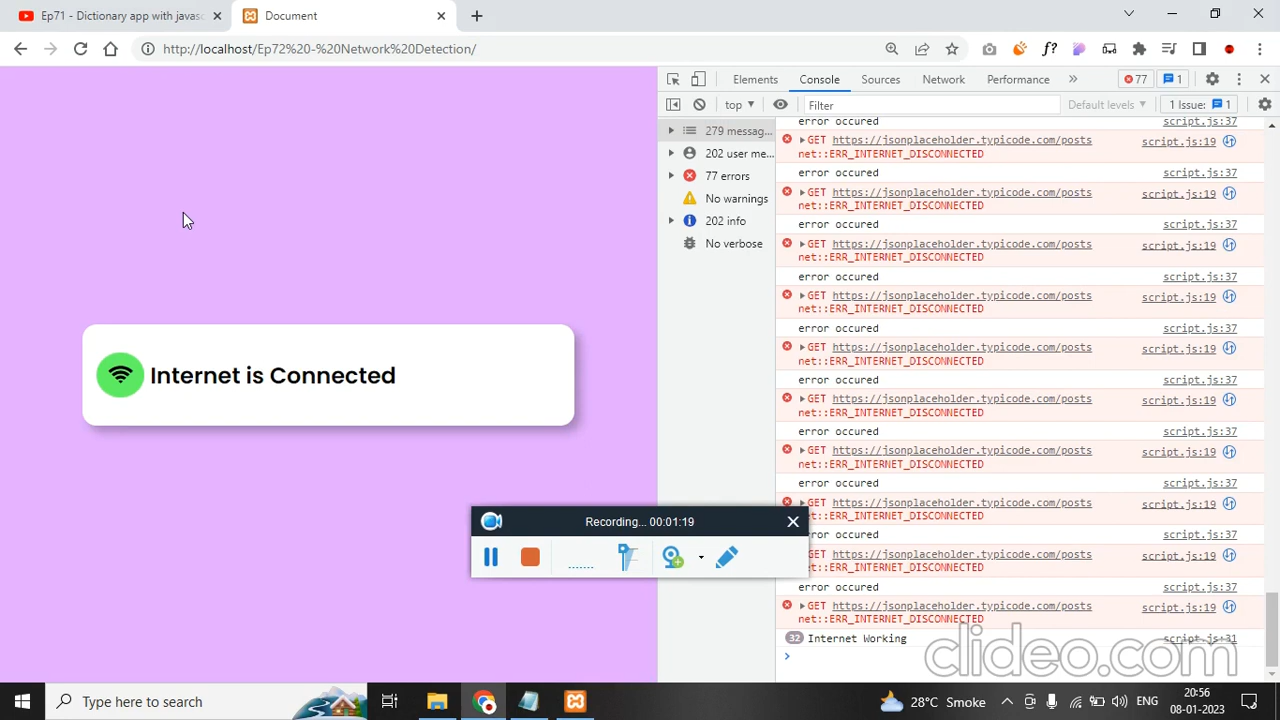 Ep71 - Dictionary app with javasc
Document
http://localhost/Ep72%20-%20Network%20Detection/
f?
Elements
Console
Sources
Network
Performance
»
77
1
top
Filter
Default levels
1 Issue:
1
279 messag...
202 user me...
77 errors
No warnings
202 info
No verbose
error occured script.js:37
GET https://jsonplaceholder.typicode.com/posts script.js:19
net::ERR_INTERNET_DISCONNECTED
error occured script.js:37
GET https://jsonplaceholder.typicode.com/posts script.js:19
net::ERR_INTERNET_DISCONNECTED
error occured script.js:37
GET https://jsonplaceholder.typicode.com/posts script.js:19
net::ERR_INTERNET_DISCONNECTED
error occured script.js:37
GET https://jsonplaceholder.typicode.com/posts script.js:19
net::ERR_INTERNET_DISCONNECTED
error occured script.js:37
GET https://jsonplaceholder.typicode.com/posts script.js:19
net::ERR_INTERNET_DISCONNECTED
error occured script.js:37
GET https://jsonplaceholder.typicode.com/posts script.js:19
net::ERR_INTERNET_DISCONNECTED
error occured script.js:37
GET https://jsonplaceholder.typicode.com/posts script.js:19
net::ERR_INTERNET_DISCONNECTED
error occured script.js:37
GET https://jsonplaceholder.typicode.com/posts script.js:19
net::ERR_INTERNET_DISCONNECTED
error occured script.js:37
GET https://jsonplaceholder.typicode.com/posts script.js:19
net::ERR_INTERNET_DISCONNECTED
error occured script.js:37
GET https://jsonplaceholder.typicode.com/posts script.js:19
net::ERR_INTERNET_DISCONNECTED
32 Internet Working script.js:31
Internet is Connected
Recording... 00:01:19
clideo.com
Type here to search
28°C Smoke
ENG
20:56
08-01-2023